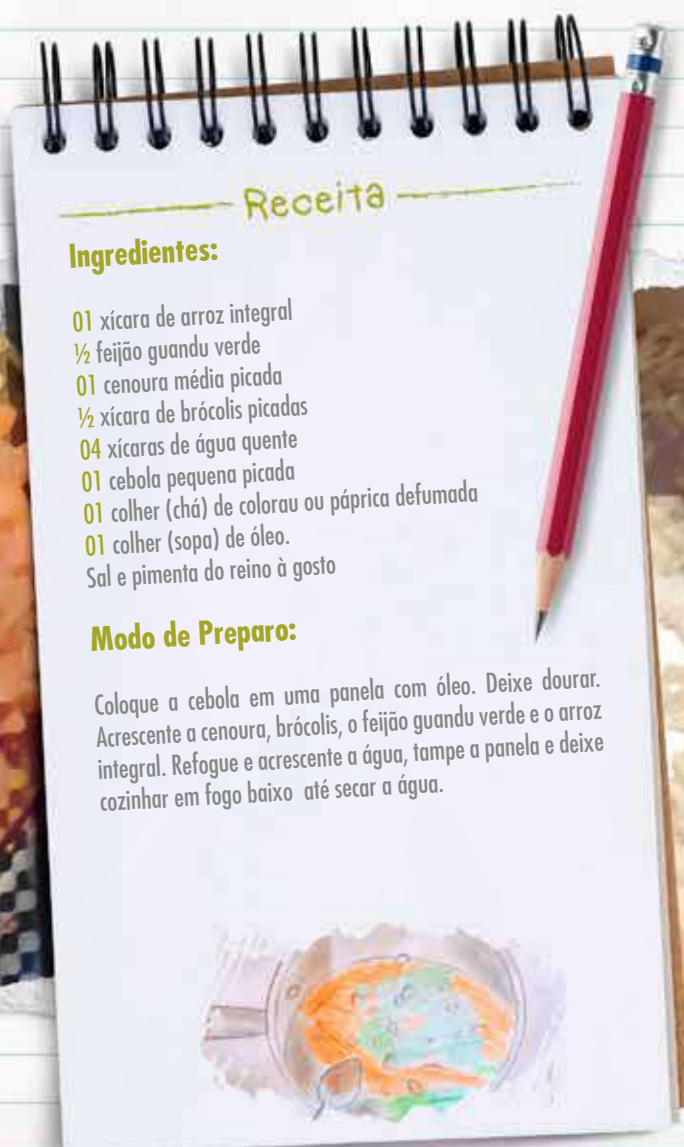 Receita
Ingredientes:
01 xícara de arroz integral
½ feijão guandu verde
01 cenoura média picada
½ xícara de brócolis picadas
04 xícaras de água quente
01 cebola pequena picada
01 colher (chá) de colorau ou páprica defumada
01 colher (sopa) de óleo.
Sal e pimenta do reino à gosto
Modo de Preparo:
Coloque a cebola em uma panela com óleo. Deixe dourar.
Acrescente a cenoura, brócolis, o feijão guandu verde e o arroz
integral. Refogue e acrescente a água, tampe a panela e deixe
cozinhar em fogo baixo até secar a água.